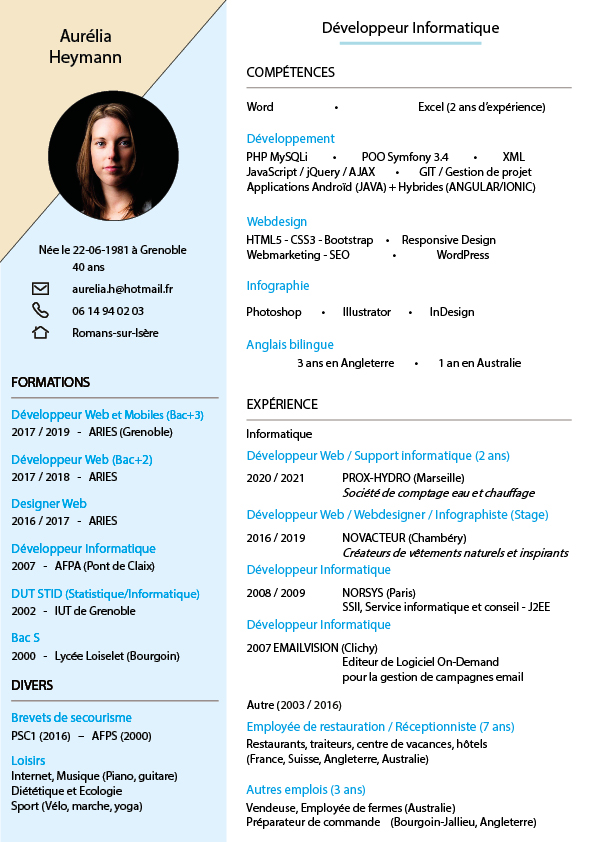 Aurélia
Heymann
Née le 22-06-1981 à Grenoble
40 ans
aurelia.h@hotmail.fr
06 14 94 02 03
Romans-sur-Isère
FORMATIONS
Développeur Web et Mobiles (Bac+3)
2017 / 2019 - ARIES (Grenoble)
Développeur Web (Bac+2)
2017 / 2018 - ARIES
Designer Web
2016 / 2017 - ARIES
Développeur Informatique
2007 - AFPA (Pont de Claix)
DUT STID (Statistique/Informatique)
2002 - IUT de Grenoble
Bac S
2000 - Lycée Loiselet (Bourgoin)
DIVERS
Brevets de secourisme
PSC1 (2016) – AFPS (2000)
Loisirs
Internet, Musique (Piano, guitare)
Diététique et Ecologie
Sport (Vélo, marche, yoga)
Développeur Informatique
COMPÉTENCES
Word • Excel (2 ans d'expérience)
Développement
PHP MySQLi • POO Symfony 3.4 • XML
JavaScript / jQuery / AJAX • GIT / Gestion de projet
Applications Androïd (JAVA) + Hybrides (ANGULAR/IONIC)
Webdesign
HTML5 - CSS3 - Bootstrap • Responsive Design
Webmarketing - SEO • WordPress
Infographie
Photoshop • Illustrator • InDesign
Anglais bilingue
3 ans en Angleterre • 1 an en Australie
EXPÉRIENCE
Informatique
Développeur Web / Support informatique (2 ans)
2020 / 2021 PROX-HYDRO (Marseille)
Société de comptage eau et chauffage
Développeur Web / Webdesigner / Infographiste (Stage)
2016 / 2019 NOVACTEUR (Chambéry)
Créateurs de vêtements naturels et inspirants
Développeur Informatique
2008 / 2009 NORSYS (Paris)
SSII, Service informatique et conseil - J2EE
Développeur Informatique
2007 EMAILVISION (Clichy)
Editeur de Logiciel On-Demand
pour la gestion de campagnes email
Autre (2003 / 2016)
Employée de restauration / Réceptionniste (7 ans)
Restaurants, traiteurs, centre de vacances, hôtels
(France, Suisse, Angleterre, Australie)
Autres emplois (3 ans)
Vendeuse, Employée de fermes (Australie)
Préparateur de commande (Bourgoin-Jallieu, Angleterre)